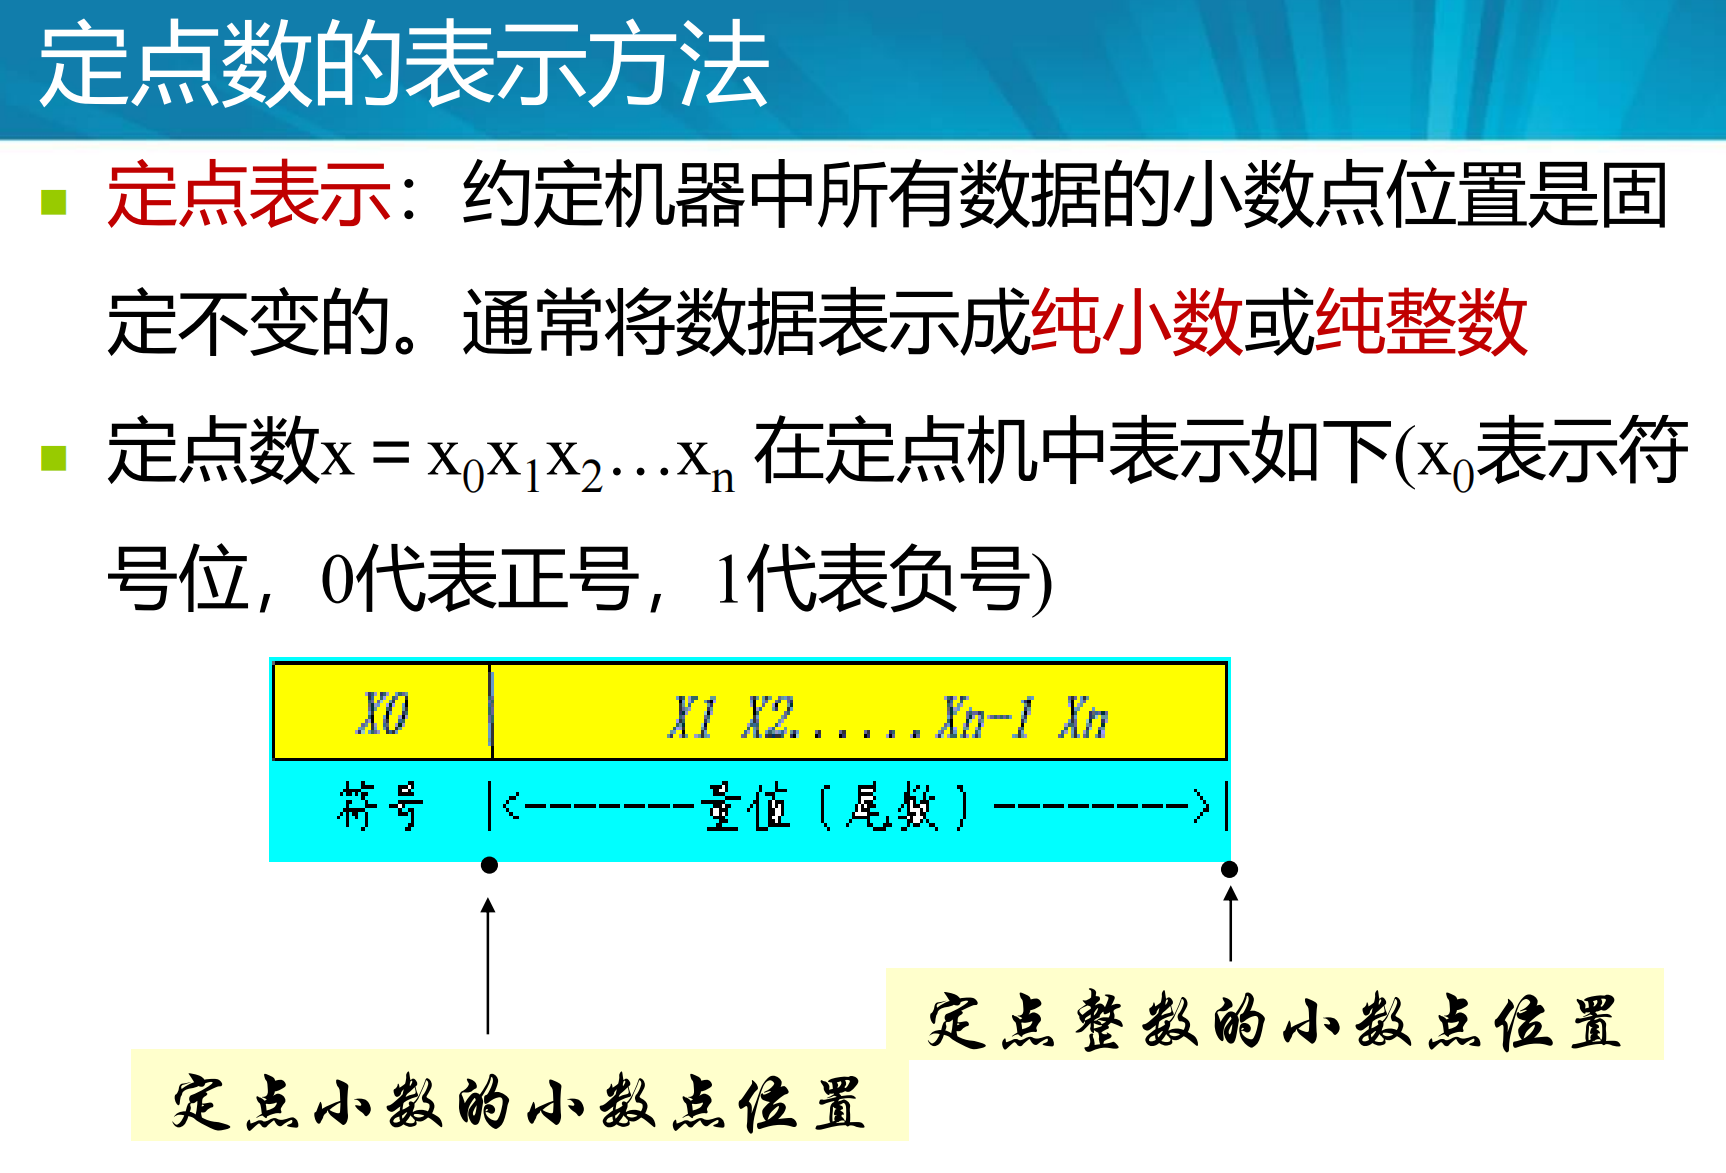 定点数的表示方法
定点表示：约定机器中所有数据的小数点位置是固
定不变的。通常将数据表示成纯小数或纯整数
定点数x = x₀x₁x₂…xₙ 在定点机中表示如下(x₀表示符
号位，0代表正号，1代表负号)
X0 X1 X2......Xn-1 Xn
符号 |<-------量值(尾数)-------->|
定点整数的小数点位置
定点小数的小数点位置